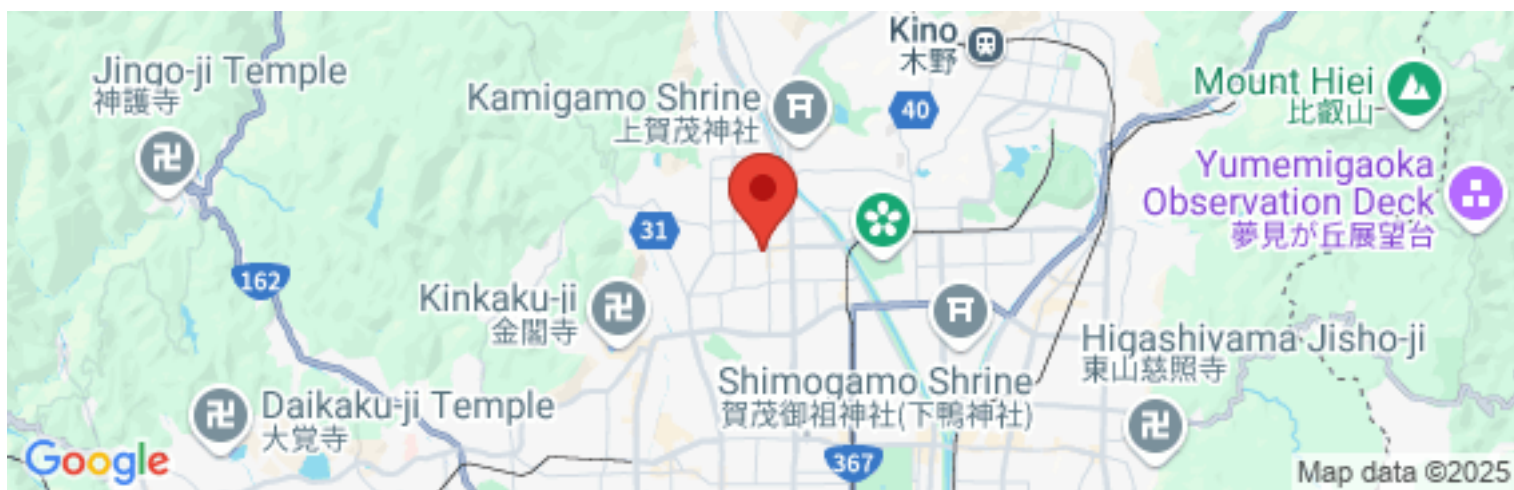 Kino
木野
Jingo-ji Temple
神護寺
Kamigamo Shrine
上賀茂神社
40
Mount Hiei
比叡山
Yumemigaoka
Observation Deck
夢見が丘展望台
31
162
Kinkaku-ji
金閣寺
Higashiyama Jisho-ji
東山慈照寺
Shimogamo Shrine
賀茂御祖神社(下鴨神社)
Daikaku-ji Temple
大覚寺
367
Google
Map data ©2025